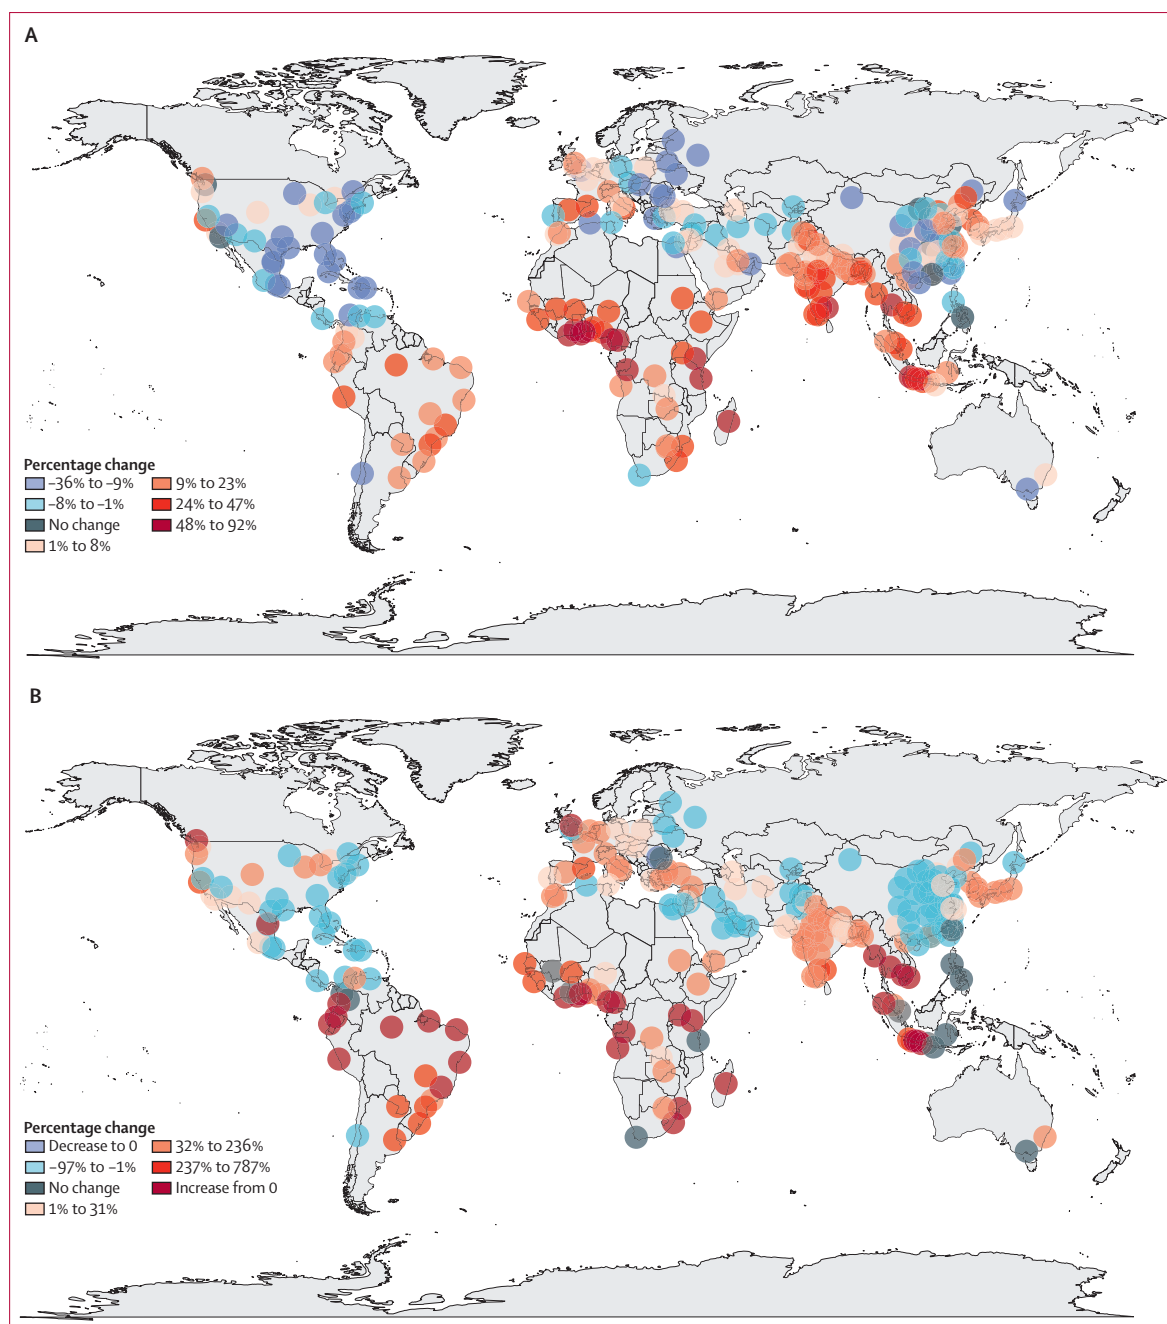 A
Percentage change
–36% to –9%
9% to 23%
–8% to –1%
24% to 47%
No change
48% to 92%
1% to 8%
B
Percentage change
Decrease to 0
32% to 236%
–97% to –1%
237% to 787%
No change
Increase from 0
1% to 31%